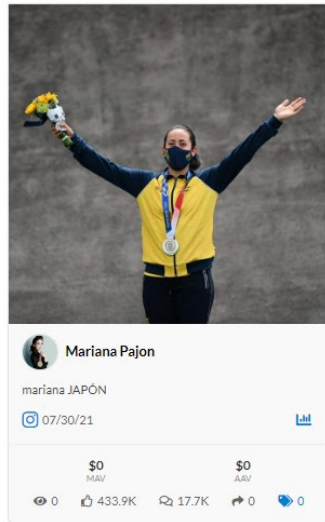 Mariana Pajon
mariana JAPÓN
07/30/21
$0 $0
MAV AAV
0 433.9K 17.7K 0 0